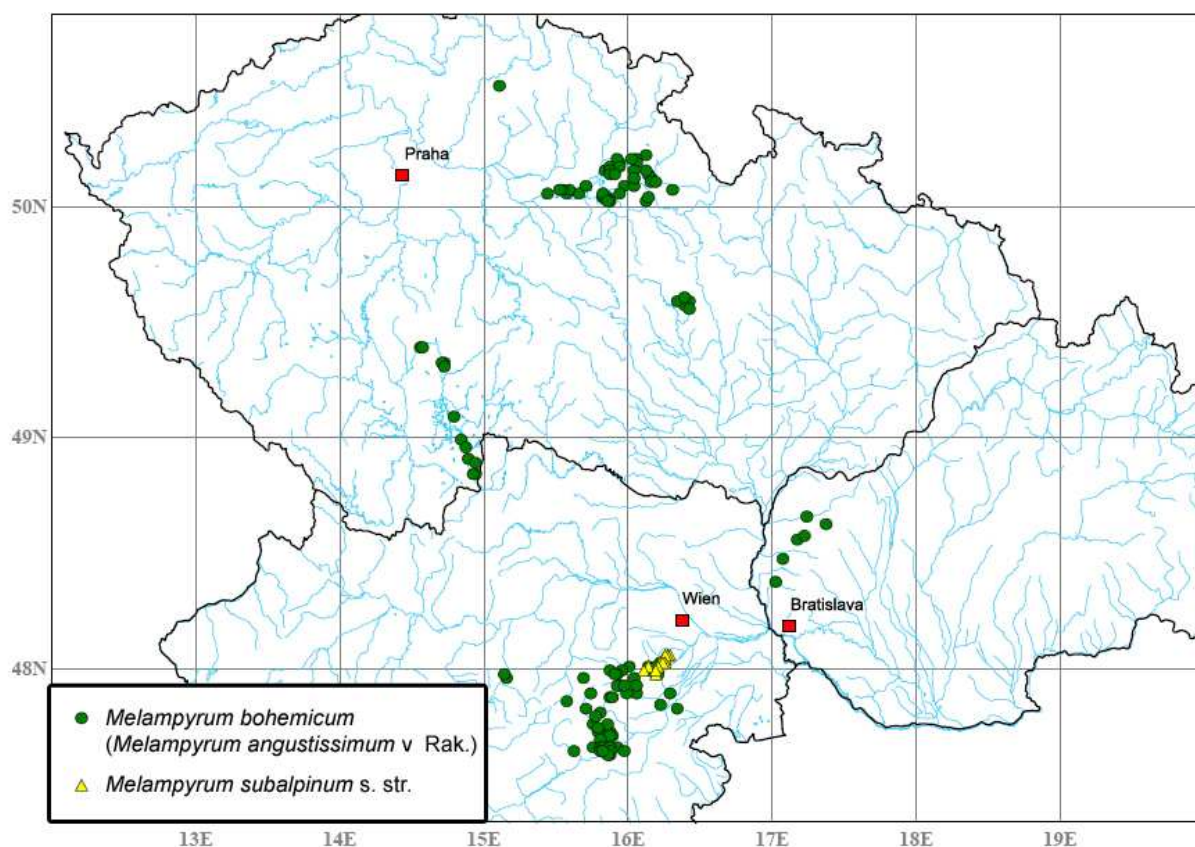 Praha
50N
49N
Wien
Bratislava
48N
Melampyrum bohemicum
(Melampyrum angustissimum v Rak.)
Melampyrum subalpinum s. str.
13E 14E 15E 16E 17E 18E 19E